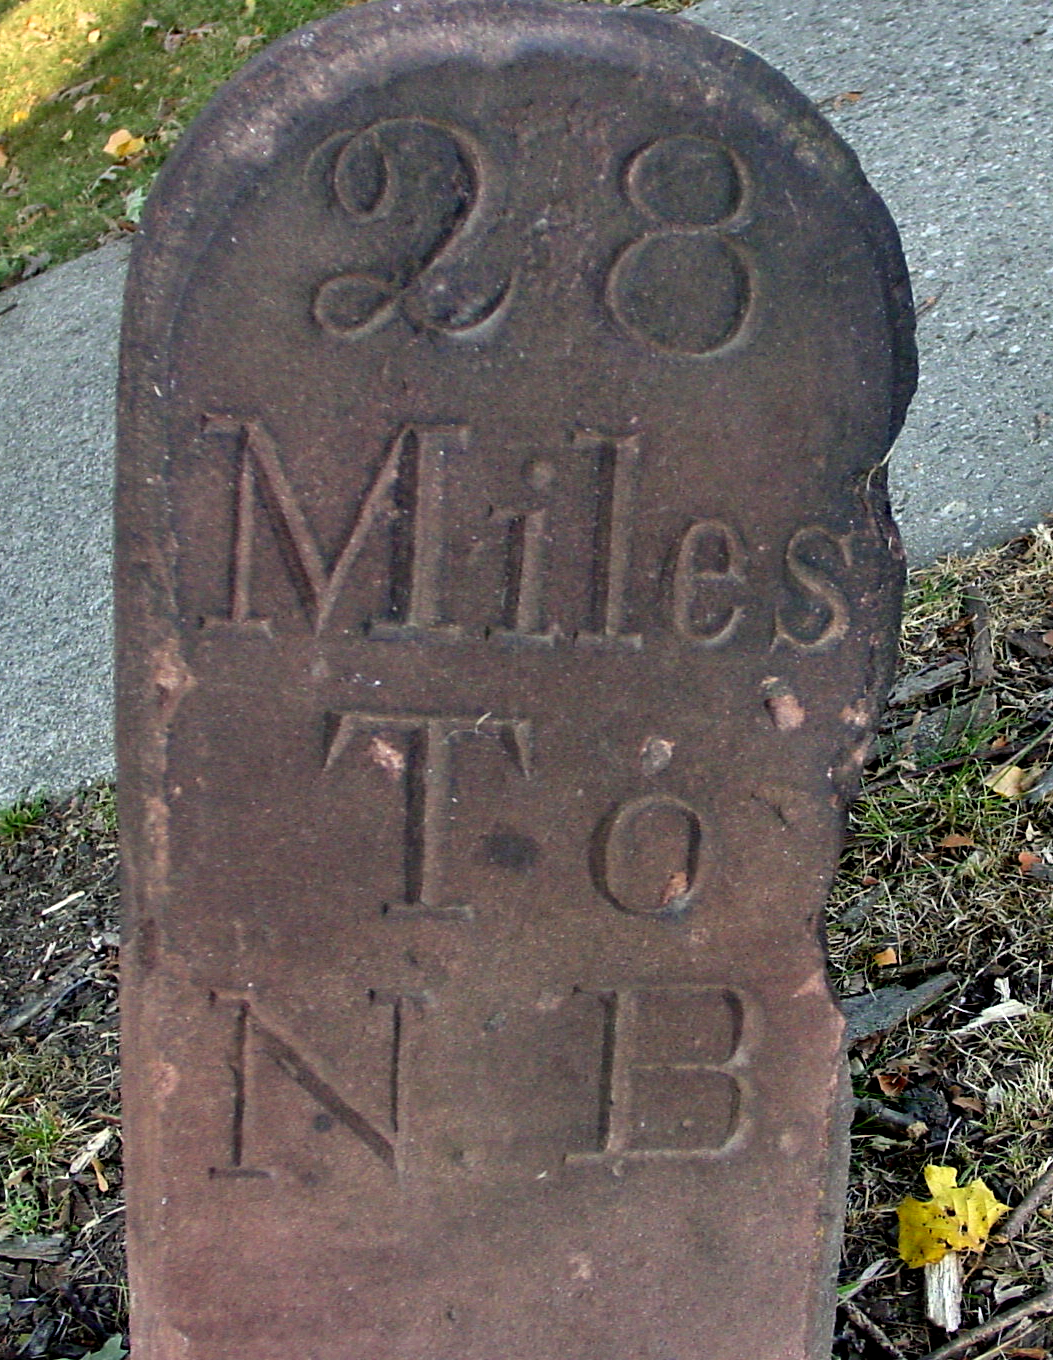 28
Miles
To
N. B.